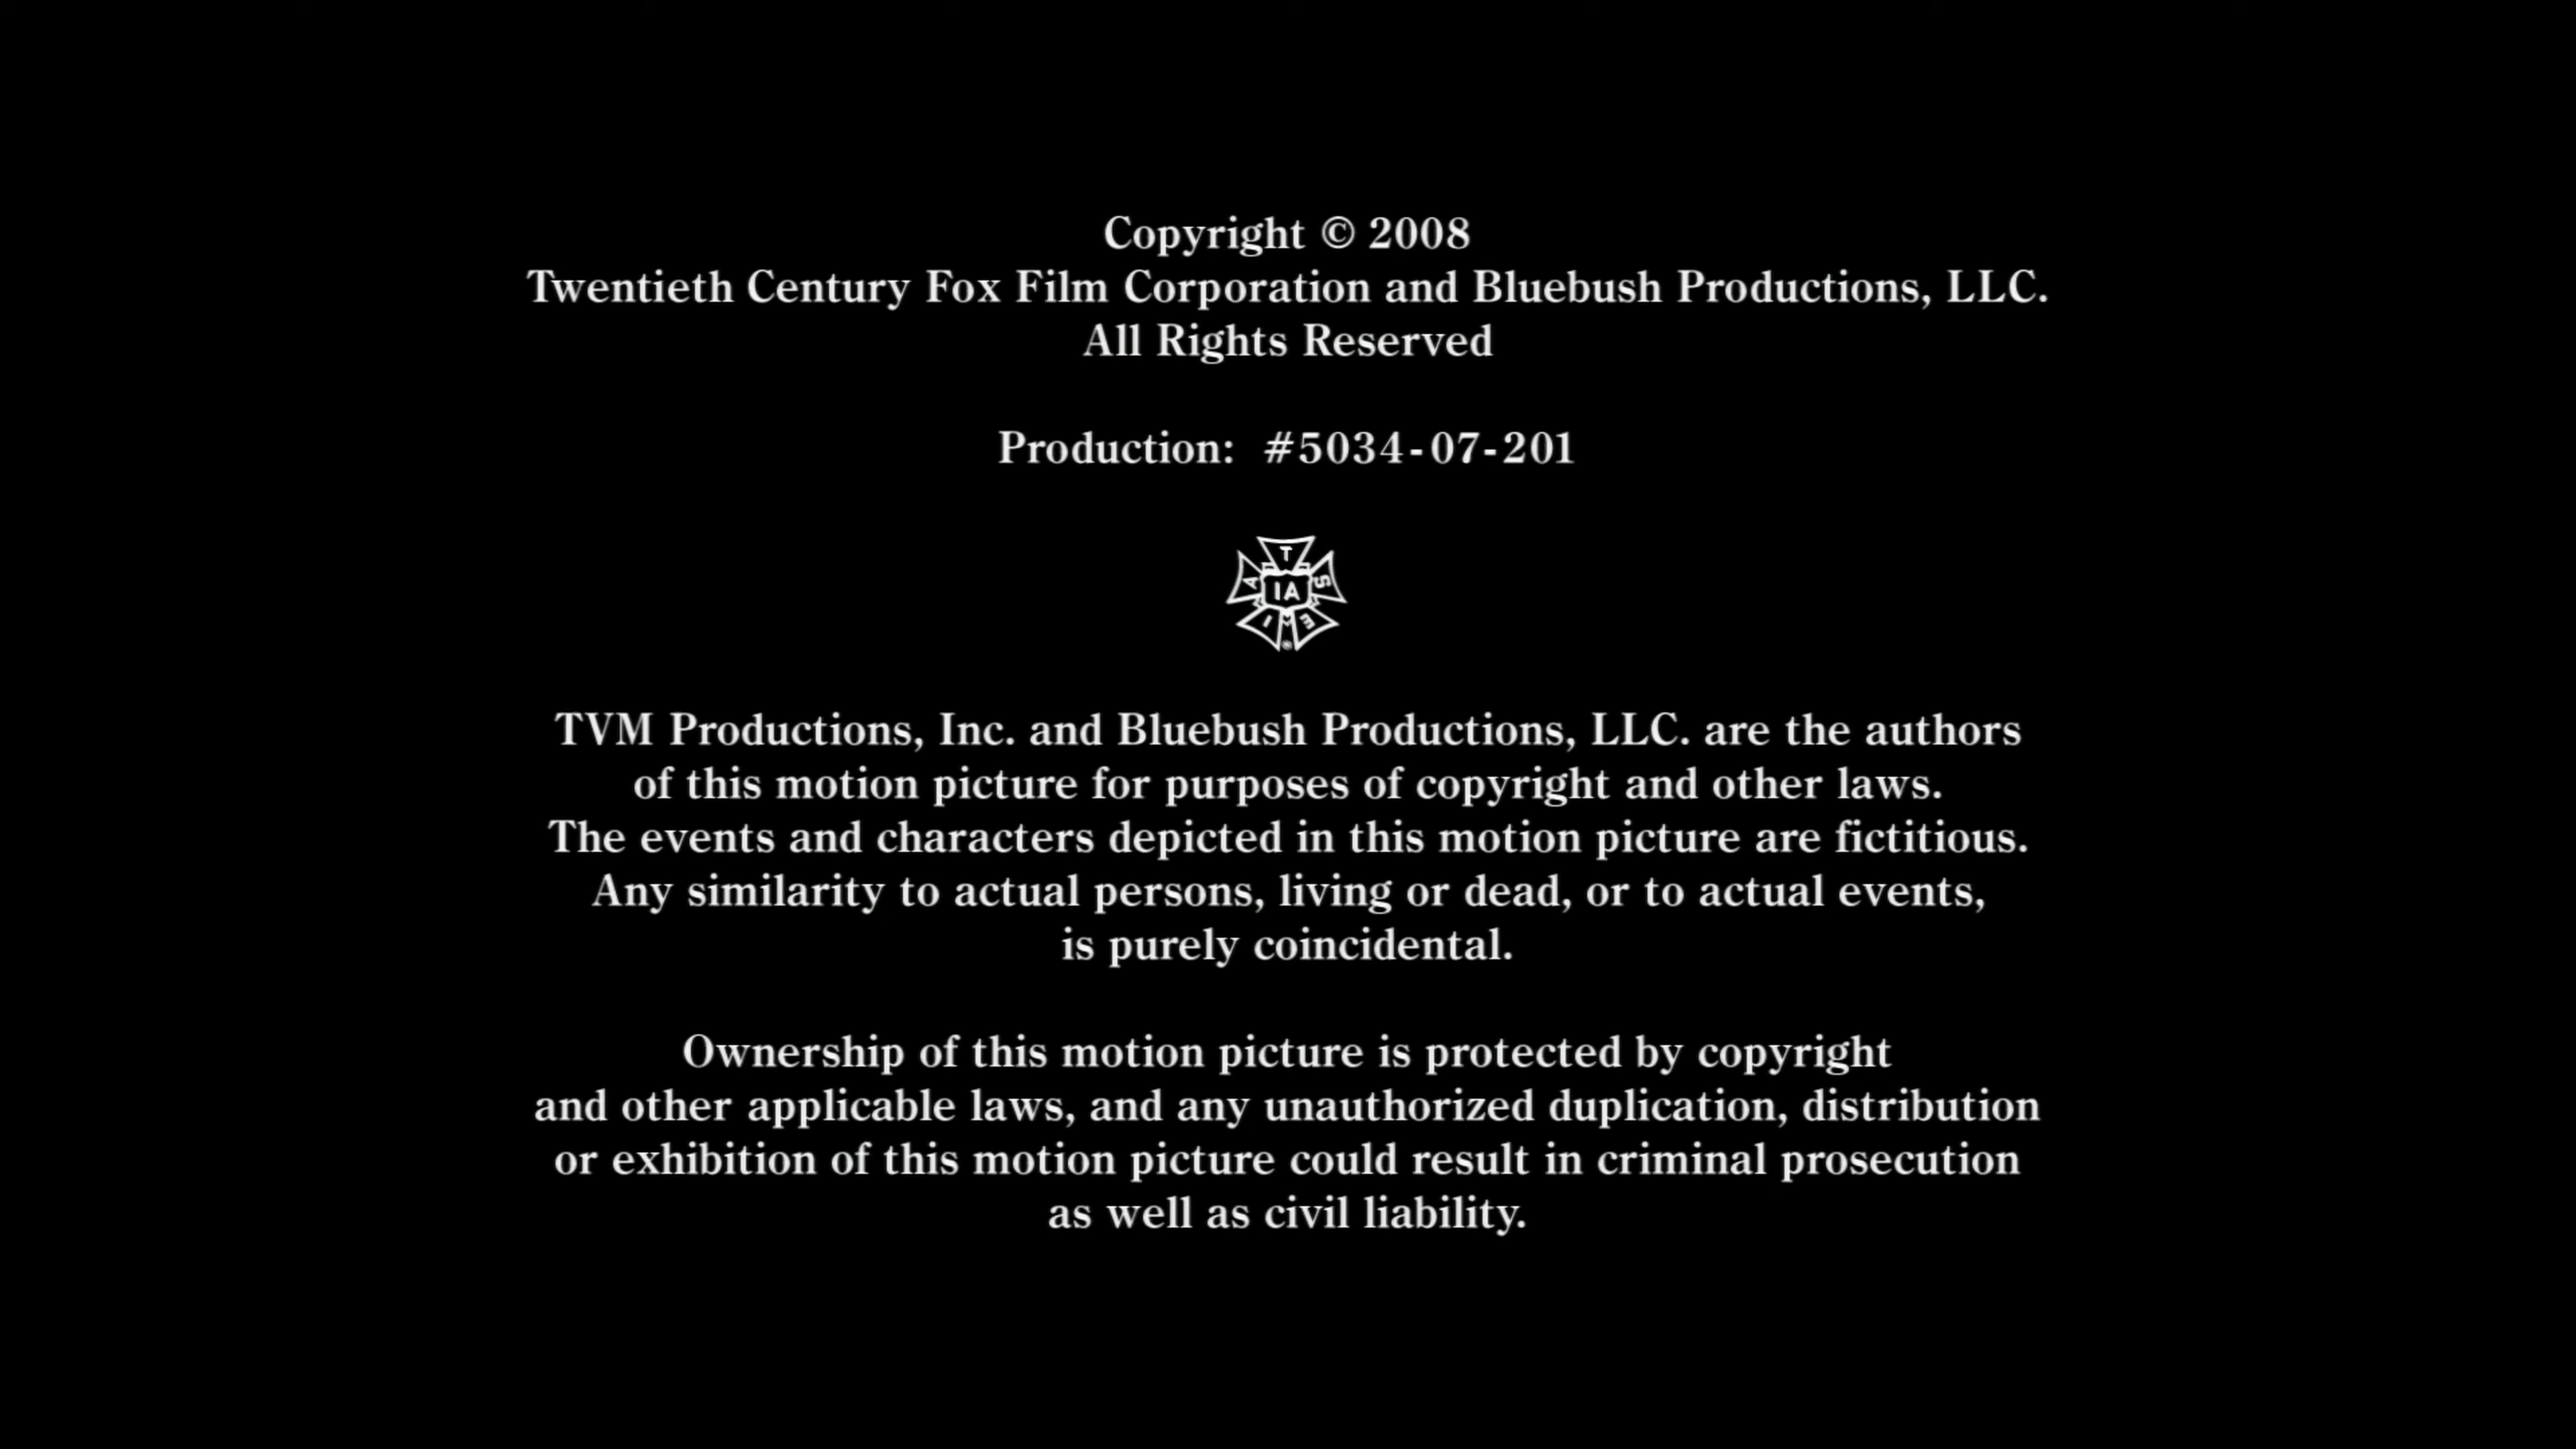 Copyright © 2008
Twentieth Century Fox Film Corporation and Bluebush Productions, LLC.
All Rights Reserved
Production: #5034-07-201
T
A IA S
I E
TVM Productions, Inc. and Bluebush Productions, LLC. are the authors
of this motion picture for purposes of copyright and other laws.
The events and characters depicted in this motion picture are fictitious.
Any similarity to actual persons, living or dead, or to actual events,
is purely coincidental.
Ownership of this motion picture is protected by copyright
and other applicable laws, and any unauthorized duplication, distribution
or exhibition of this motion picture could result in criminal prosecution
as well as civil liability.